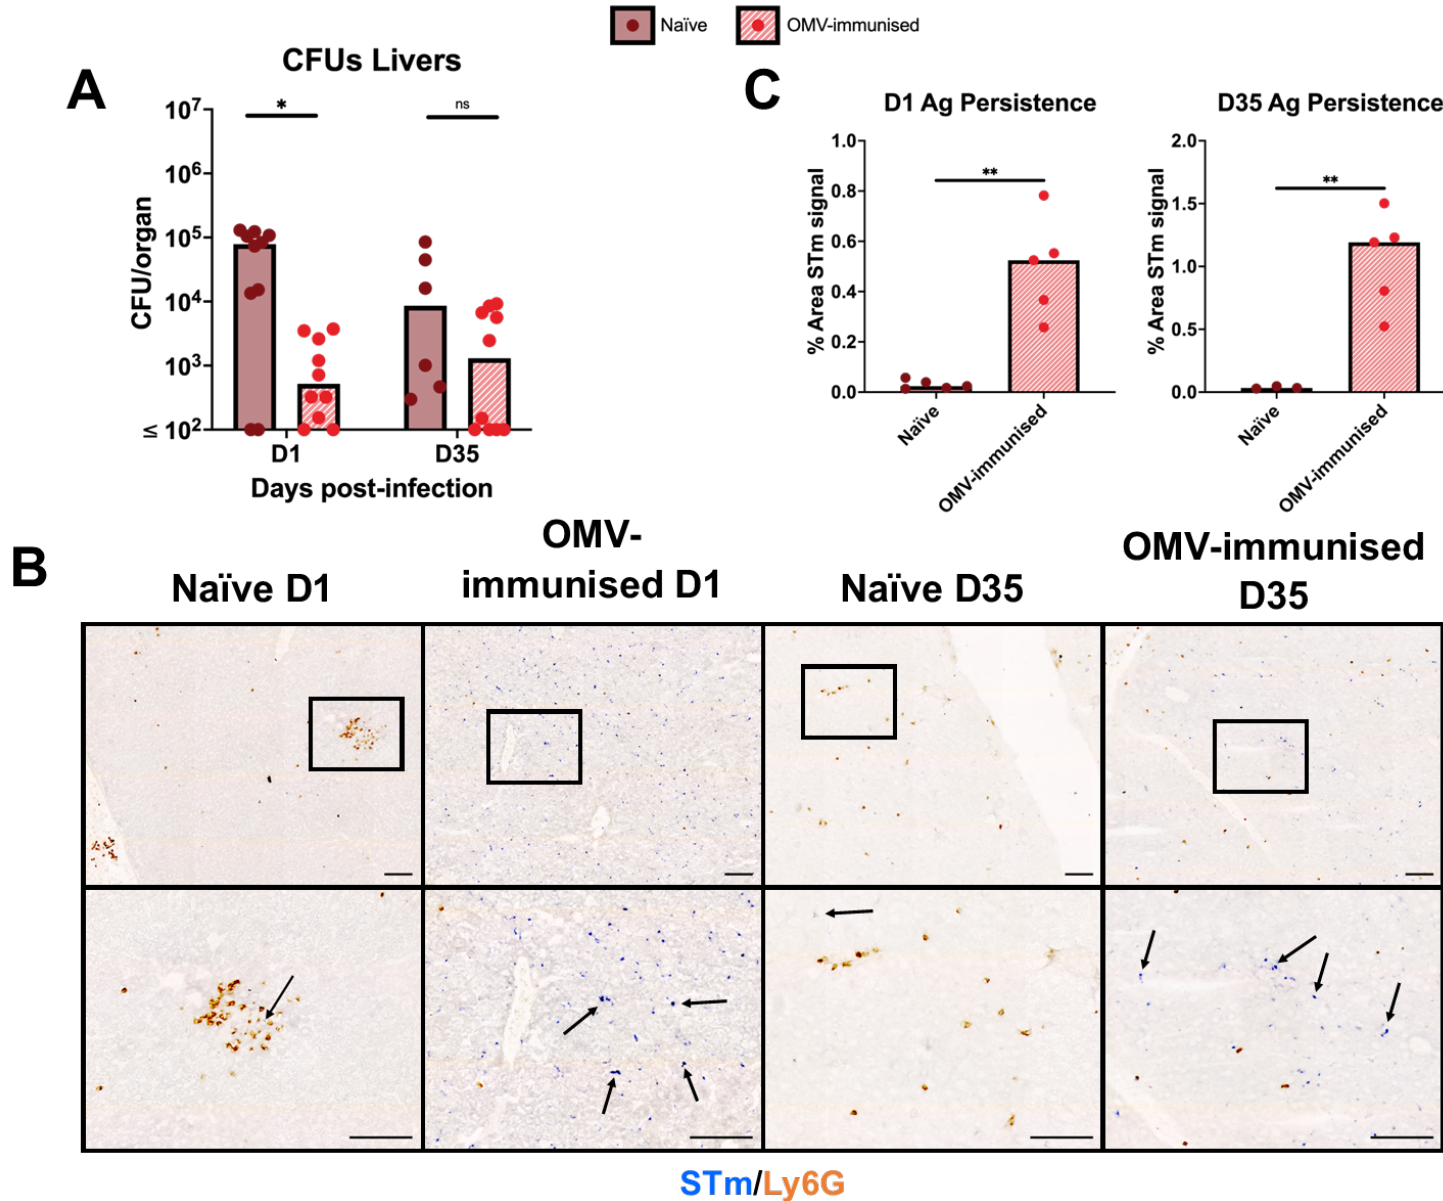 Naïve
OMV-immunised
A
CFUs Livers
*
ns
CFU/organ
10⁷
10⁶
10⁵
10⁴
10³
≤ 10²
D1
D35
Days post-infection
C
D1 Ag Persistence
**
% Area STm signal
1.0
0.8
0.6
0.4
0.2
0.0
Naïve
OMV-immunised
D35 Ag Persistence
**
% Area STm signal
2.0
1.5
1.0
0.5
0.0
Naïve
OMV-immunised
B
Naïve D1
OMV-
immunised D1
Naïve D35
OMV-immunised
D35
STm/Ly6G